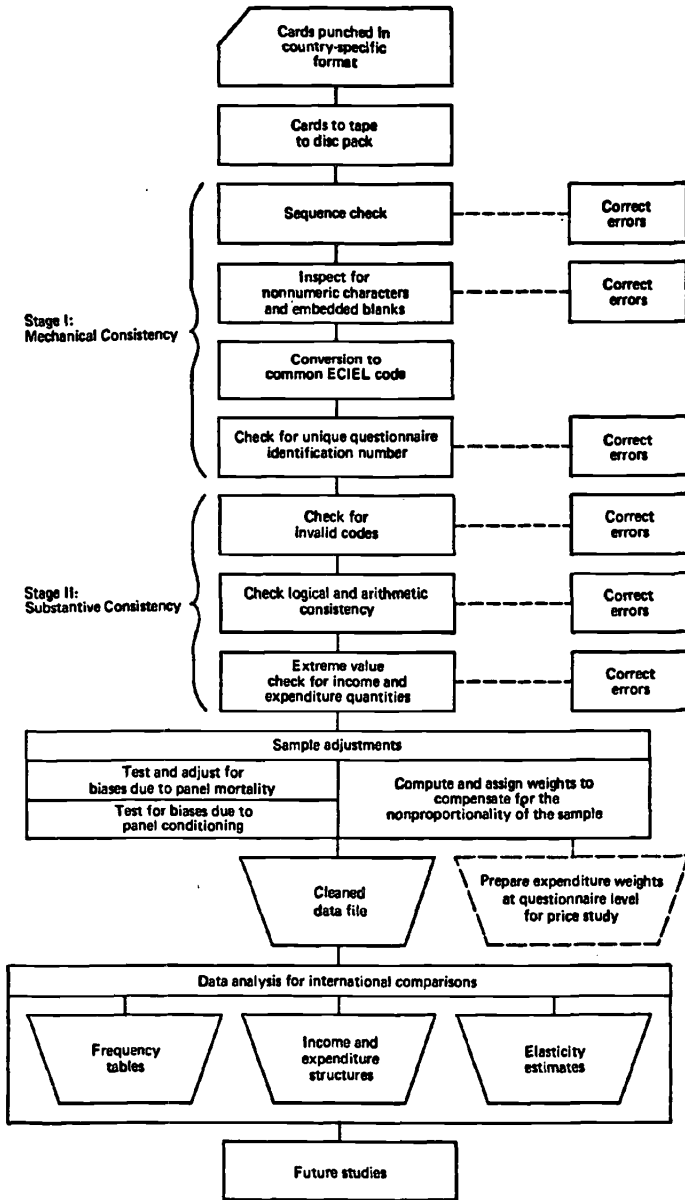 Cards punched in
country-specific
format
Cards to tape
to disc pack
Sequence check
Correct
errors
Inspect for
nonnumeric characters
and embedded blanks
Correct
errors
Stage I:
Mechanical Consistency
Conversion to
common ECIEL code
Check for unique questionnaire
identification number
Correct
errors
Check for
invalid codes
Correct
errors
Stage II:
Substantive Consistency
Check logical and arithmetic
consistency
Correct
errors
Extreme value
check for income and
expenditure quantities
Correct
errors
Sample adjustments
Test and adjust for
biases due to panel mortality
Test for biases due to
panel conditioning
Compute and assign weights to
compensate for the
nonproportionality of the sample
Cleaned
data file
Prepare expenditure weights
at questionnaire level
for price study
Data analysis for international comparisons
Frequency
tables
Income and
expenditure
structures
Elasticity
estimates
Future studies